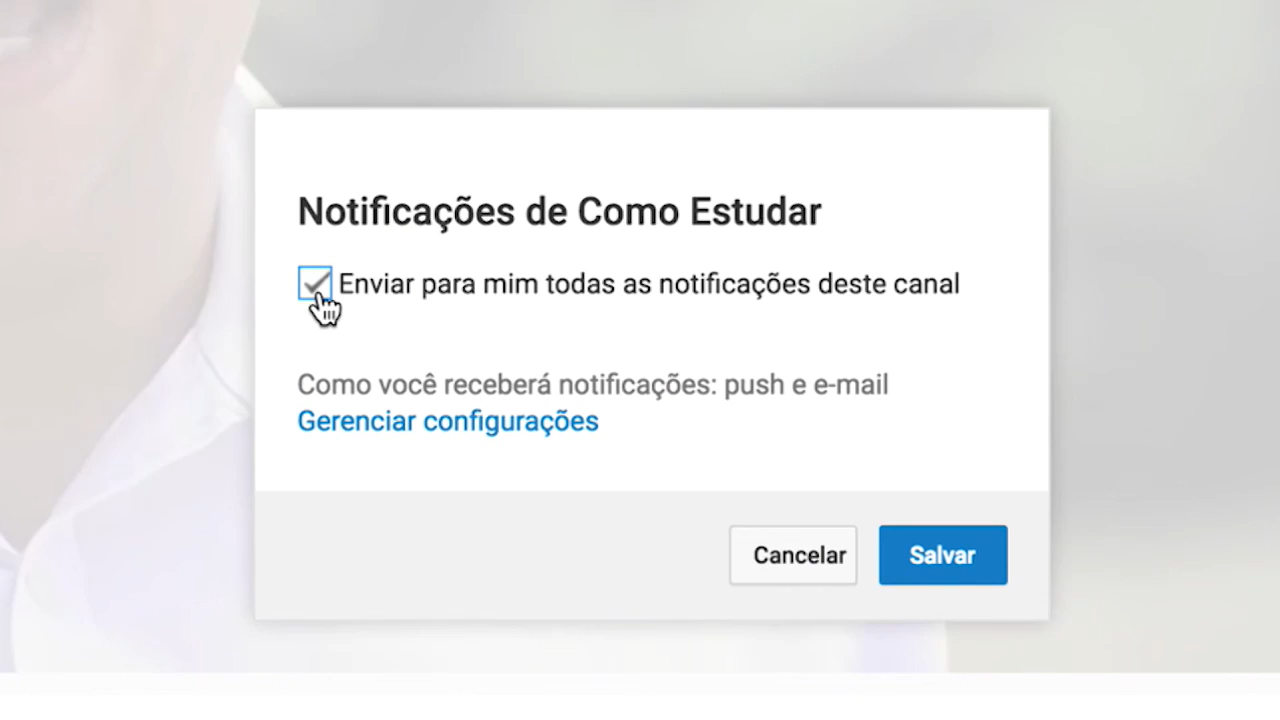 Notificações de Como Estudar
Enviar para mim todas as notificações deste canal
Como você receberá notificações: push e e-mail
Gerenciar configurações
Cancelar
Salvar